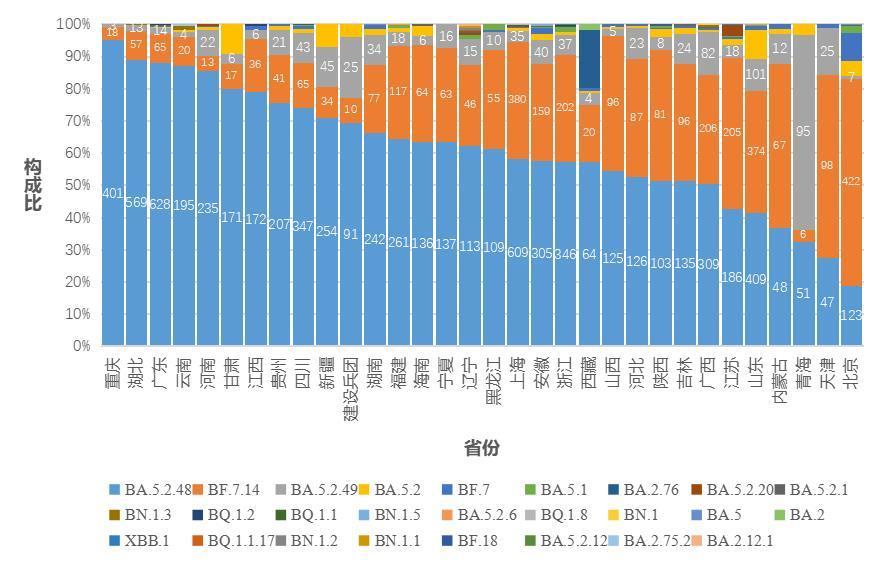 100%
90%
80%
70%
60%
50%
40%
30%
20%
10%
0%
构成比
3 13 14 4 22 6 6 21 43 45 25 34 18 6 16 15 10 35 40 37 4 5 23 8 24 82 18 101 12 95 25 7
18 57 65 20 13 17 36 41 65 34 10 77 117 64 63 46 55 380 159 202 20 96 87 81 96 206 205 374 67 6 98 422
401 569 628 195 235 171 172 207 347 254 91 242 261 136 137 113 109 609 305 346 64 125 126 103 135 309 186 409 48 51 47 123
重庆 湖北 广东 云南 河南 甘肃 江西 贵州 四川 新疆 建设兵团 湖南 福建 海南 宁夏 辽宁 黑龙江 上海 安徽 浙江 西藏 山西 河北 陕西 吉林 广西 江苏 山东 内蒙古 青海 天津 北京
省份
BA.5.2.48 BF.7.14 BA.5.2.49 BA.5.2 BF.7 BA.5.1 BA.2.76 BA.5.2.20 BA.5.2.1
BN.1.3 BQ.1.2 BQ.1.1 BN.1.5 BA.5.2.6 BQ.1.8 BN.1 BA.5 BA.2
XBB.1 BQ.1.1.17 BN.1.2 BN.1.1 BF.18 BA.5.2.12 BA.2.75.2 BA.2.12.1